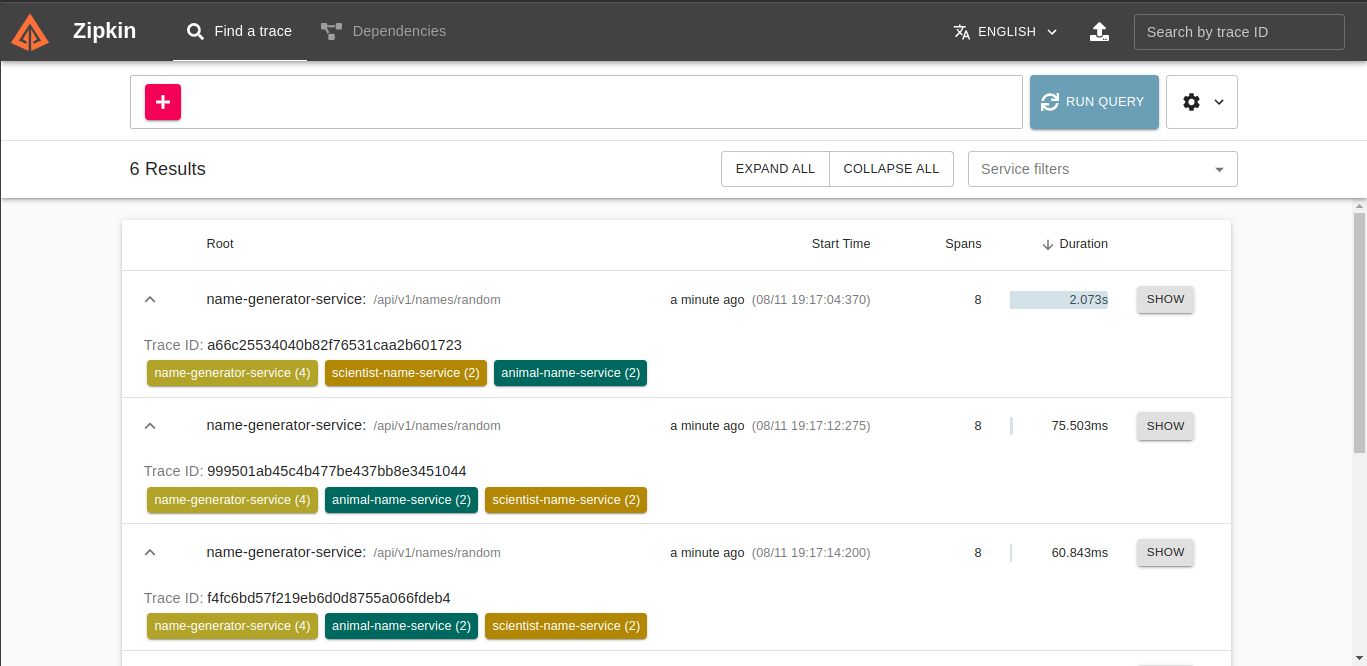 Zipkin Find a trace Dependencies ENGLISH Search by trace ID
RUN QUERY
6 Results EXPAND ALL COLLAPSE ALL Service filters
Root Start Time Spans Duration
name-generator-service: /api/v1/names/random a minute ago (08/11 19:17:04:370) 8 2.073s SHOW
Trace ID: a66c25534040b82f76531caa2b601723
name-generator-service (4) scientist-name-service (2) animal-name-service (2)
name-generator-service: /api/v1/names/random a minute ago (08/11 19:17:12:275) 8 75.503ms SHOW
Trace ID: 999501ab45c4b477be437bb8e3451044
name-generator-service (4) animal-name-service (2) scientist-name-service (2)
name-generator-service: /api/v1/names/random a minute ago (08/11 19:17:14:200) 8 60.843ms SHOW
Trace ID: f4fc6bd57f219eb6d0d8755a066fdeb4
name-generator-service (4) animal-name-service (2) scientist-name-service (2)